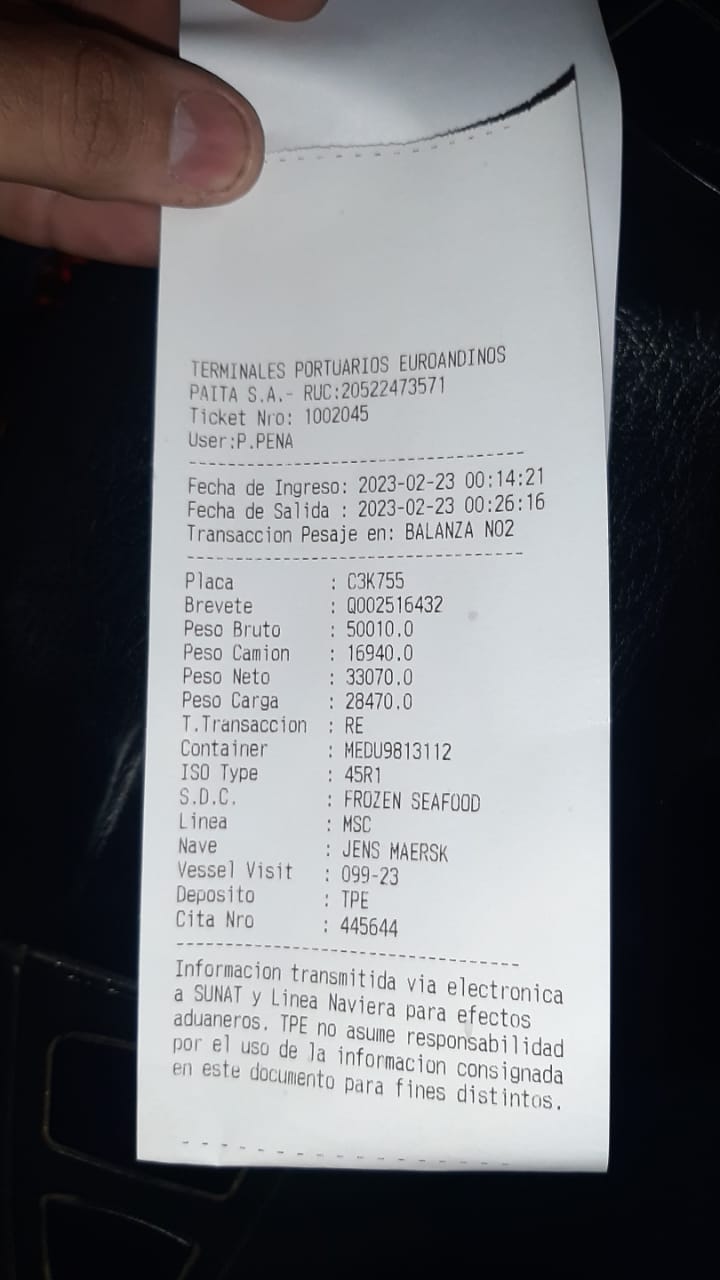 TERMINALES PORTUARIOS EUROANDINOS
PAITA S.A.- RUC:20522473571
Ticket Nro: 1002045
User:P.PENA
Fecha de Ingreso: 2023-02-23 00:14:21
Fecha de Salida : 2023-02-23 00:26:16
Transaccion Pesaje en: BALANZA NO2
Placa : C3K755
Brevete : Q002516432
Peso Bruto : 50010.0
Peso Camion : 16940.0
Peso Neto : 33070.0
Peso Carga : 28470.0
T.Transaccion : RE
Container : MEDU9813112
ISO Type : 45R1
S.D.C. : FROZEN SEAFOOD
Linea : MSC
Nave : JENS MAERSK
Vessel Visit : 099-23
Deposito : TPE
Cita Nro : 445644
Informacion transmitida via electronica
a SUNAT y Linea Naviera para efectos
aduaneros. TPE no asume responsabilidad
por el uso de la informacion consignada
en este documento para fines distintos.